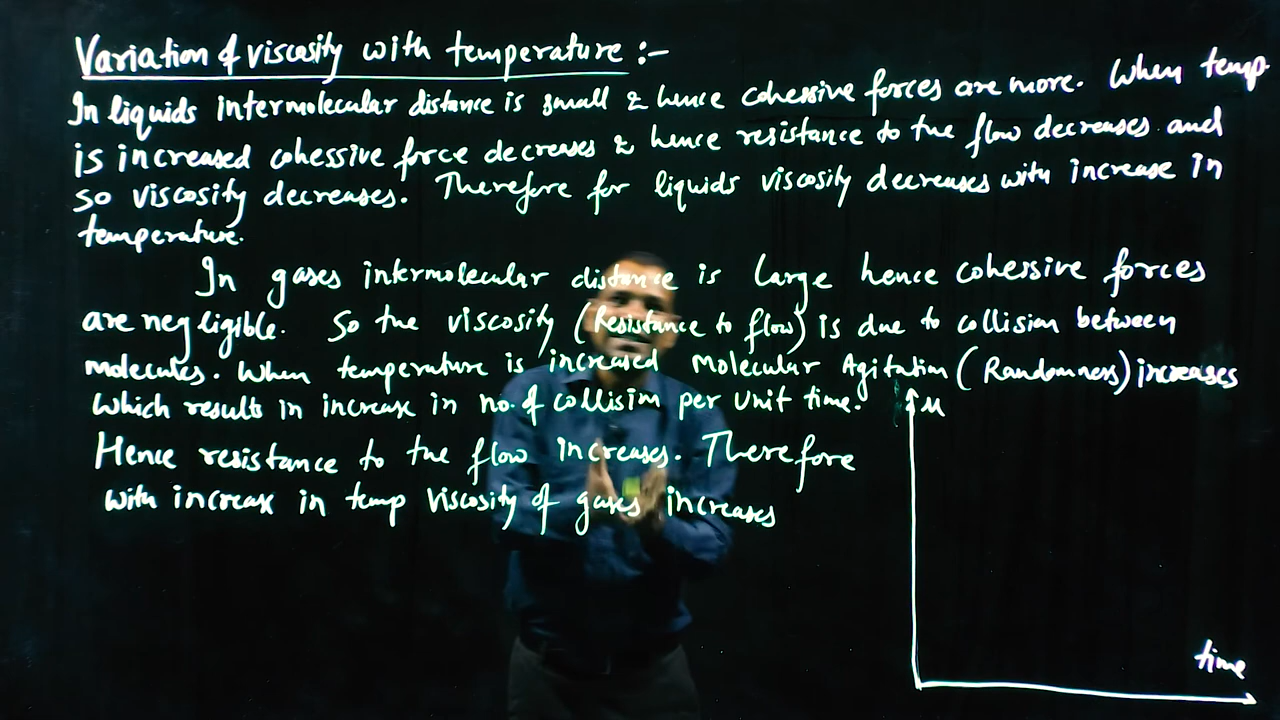 Variation of viscosity with temperature :-
In liquids intermolecular distance is small & hence cohessive forces are more. When temp.
is increased cohessive force decreases & hence resistance to the flow decreases and
so viscosity decreases. Therefore for liquids viscosity decreases with increase in
temperature.
In gases intermolecular distance is large hence cohessive forces
are negligible. So the viscosity (Resistance to flow) is due to collision between
molecules. When temperature is increased Molecular Agitation (Randomness) increases
which results in increase in no. of collision per unit time.
Hence resistance to the flow increases. Therefore
with increase in temp viscosity of gases increases
μ
time